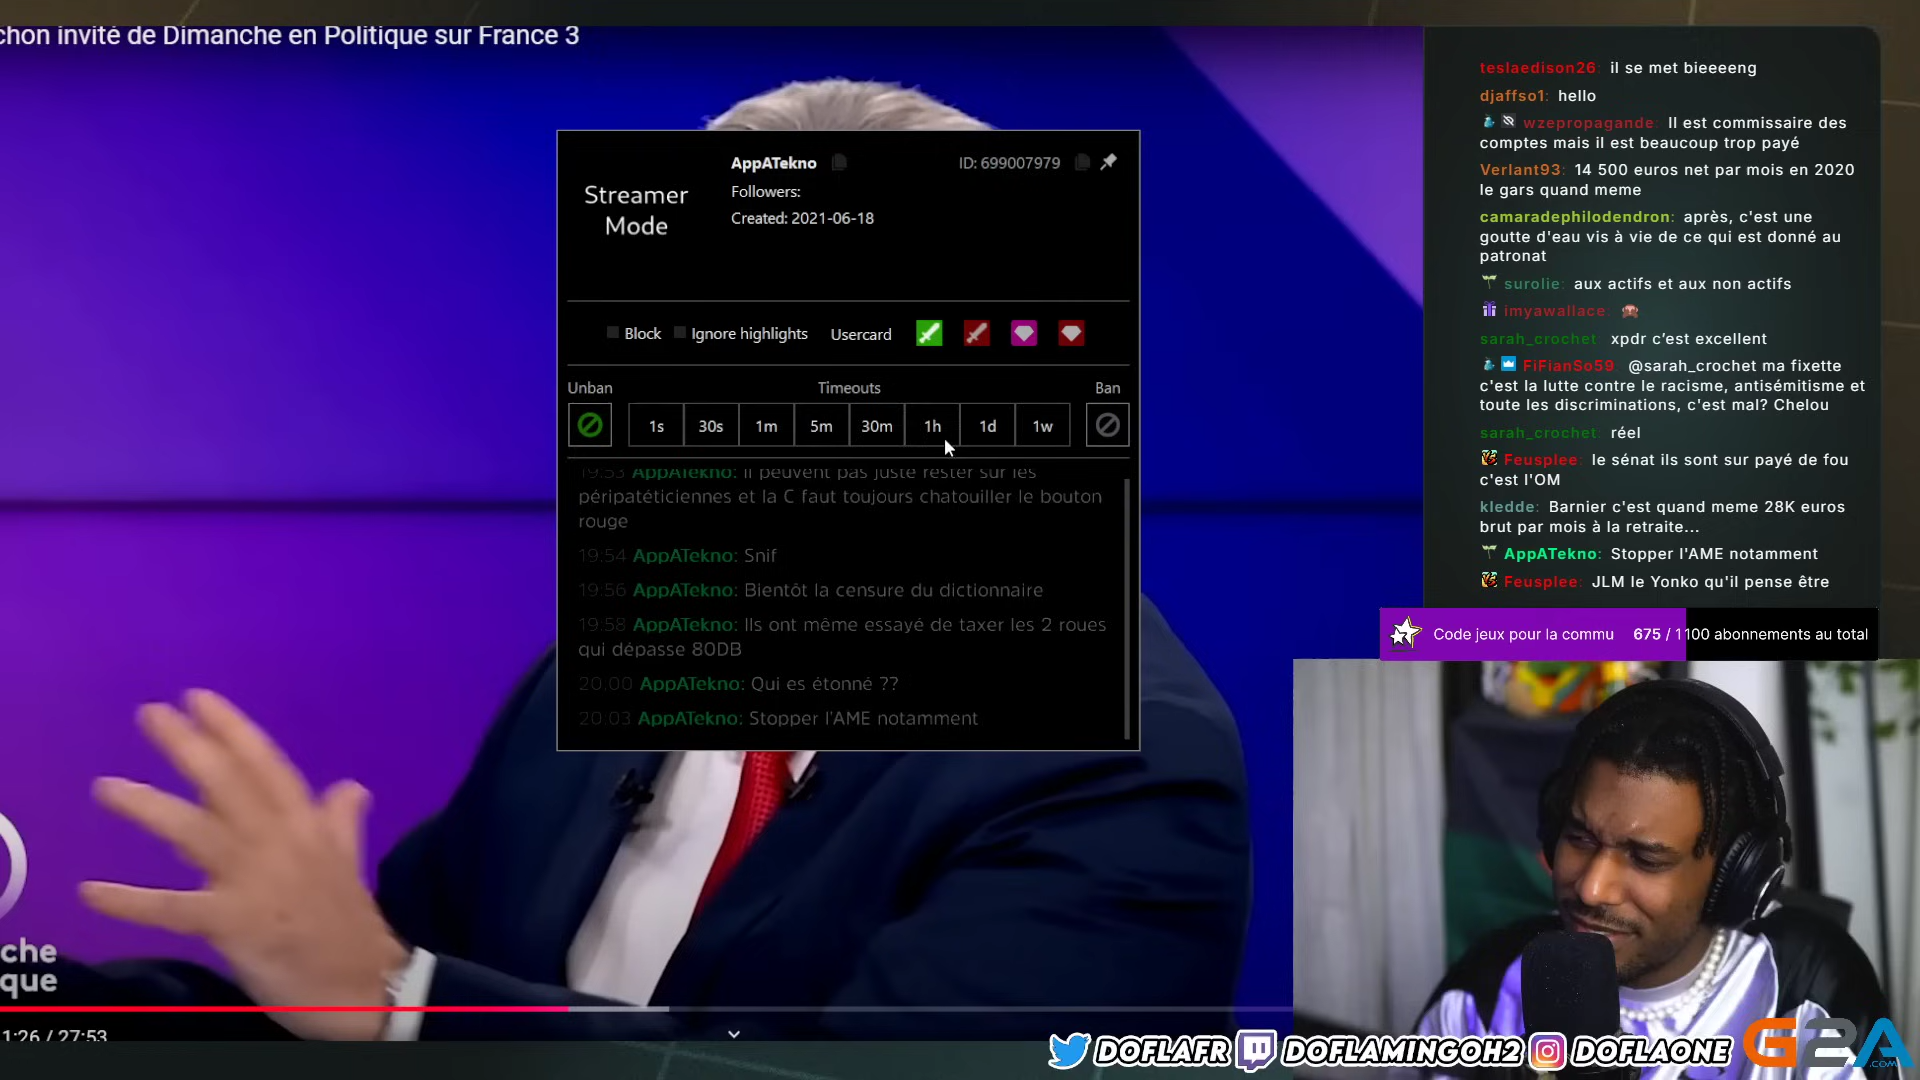 chon invité de Dimanche en Politique sur France 3
Streamer
Mode
AppATekno
ID: 699007979
Followers:
Created: 2021-06-18
Block
Ignore highlights
Usercard
Unban
Timeouts
Ban
1s
30s
1m
5m
30m
1h
1d
1w
19:53 AppATekno: Il peuvent pas juste rester sur les
péripatéticiennes et la C faut toujours chatouiller le bouton
rouge
19:54 AppATekno: Snif
19:56 AppATekno: Bientôt la censure du dictionnaire
19:58 AppATekno: Ils ont même essayé de taxer les 2 roues
qui dépasse 80DB
20:00 AppATekno: Qui es étonné ??
20:03 AppATekno: Stopper l'AME notamment
che
que
1:26 / 27:53
teslaedison26: il se met bieeeeng
djaffso1: hello
wzepropagande: Il est commissaire des
comptes mais il est beaucoup trop payé
Verlant93: 14 500 euros net par mois en 2020
le gars quand meme
camaradephilodendron: après, c'est une
goutte d'eau vis à vie de ce qui est donné au
patronat
surolie: aux actifs et aux non actifs
imyawallace:
sarah_crochet: xpdr c’est excellent
FiFianSo59: @sarah_crochet ma fixette
c'est la lutte contre le racisme, antisémitisme et
toute les discriminations, c'est mal? Chelou
sarah_crochet: réel
Feusplee: le sénat ils sont sur payé de fou
c'est l'OM
kledde: Barnier c'est quand meme 28K euros
brut par mois à la retraite...
AppATekno: Stopper l'AME notamment
Feusplee: JLM le Yonko qu'il pense être
Code jeux pour la commu 675 / 1100 abonnements au total
DOFLAFR DOFLAMINGOH2 DOFLAONE
G2A
.COM